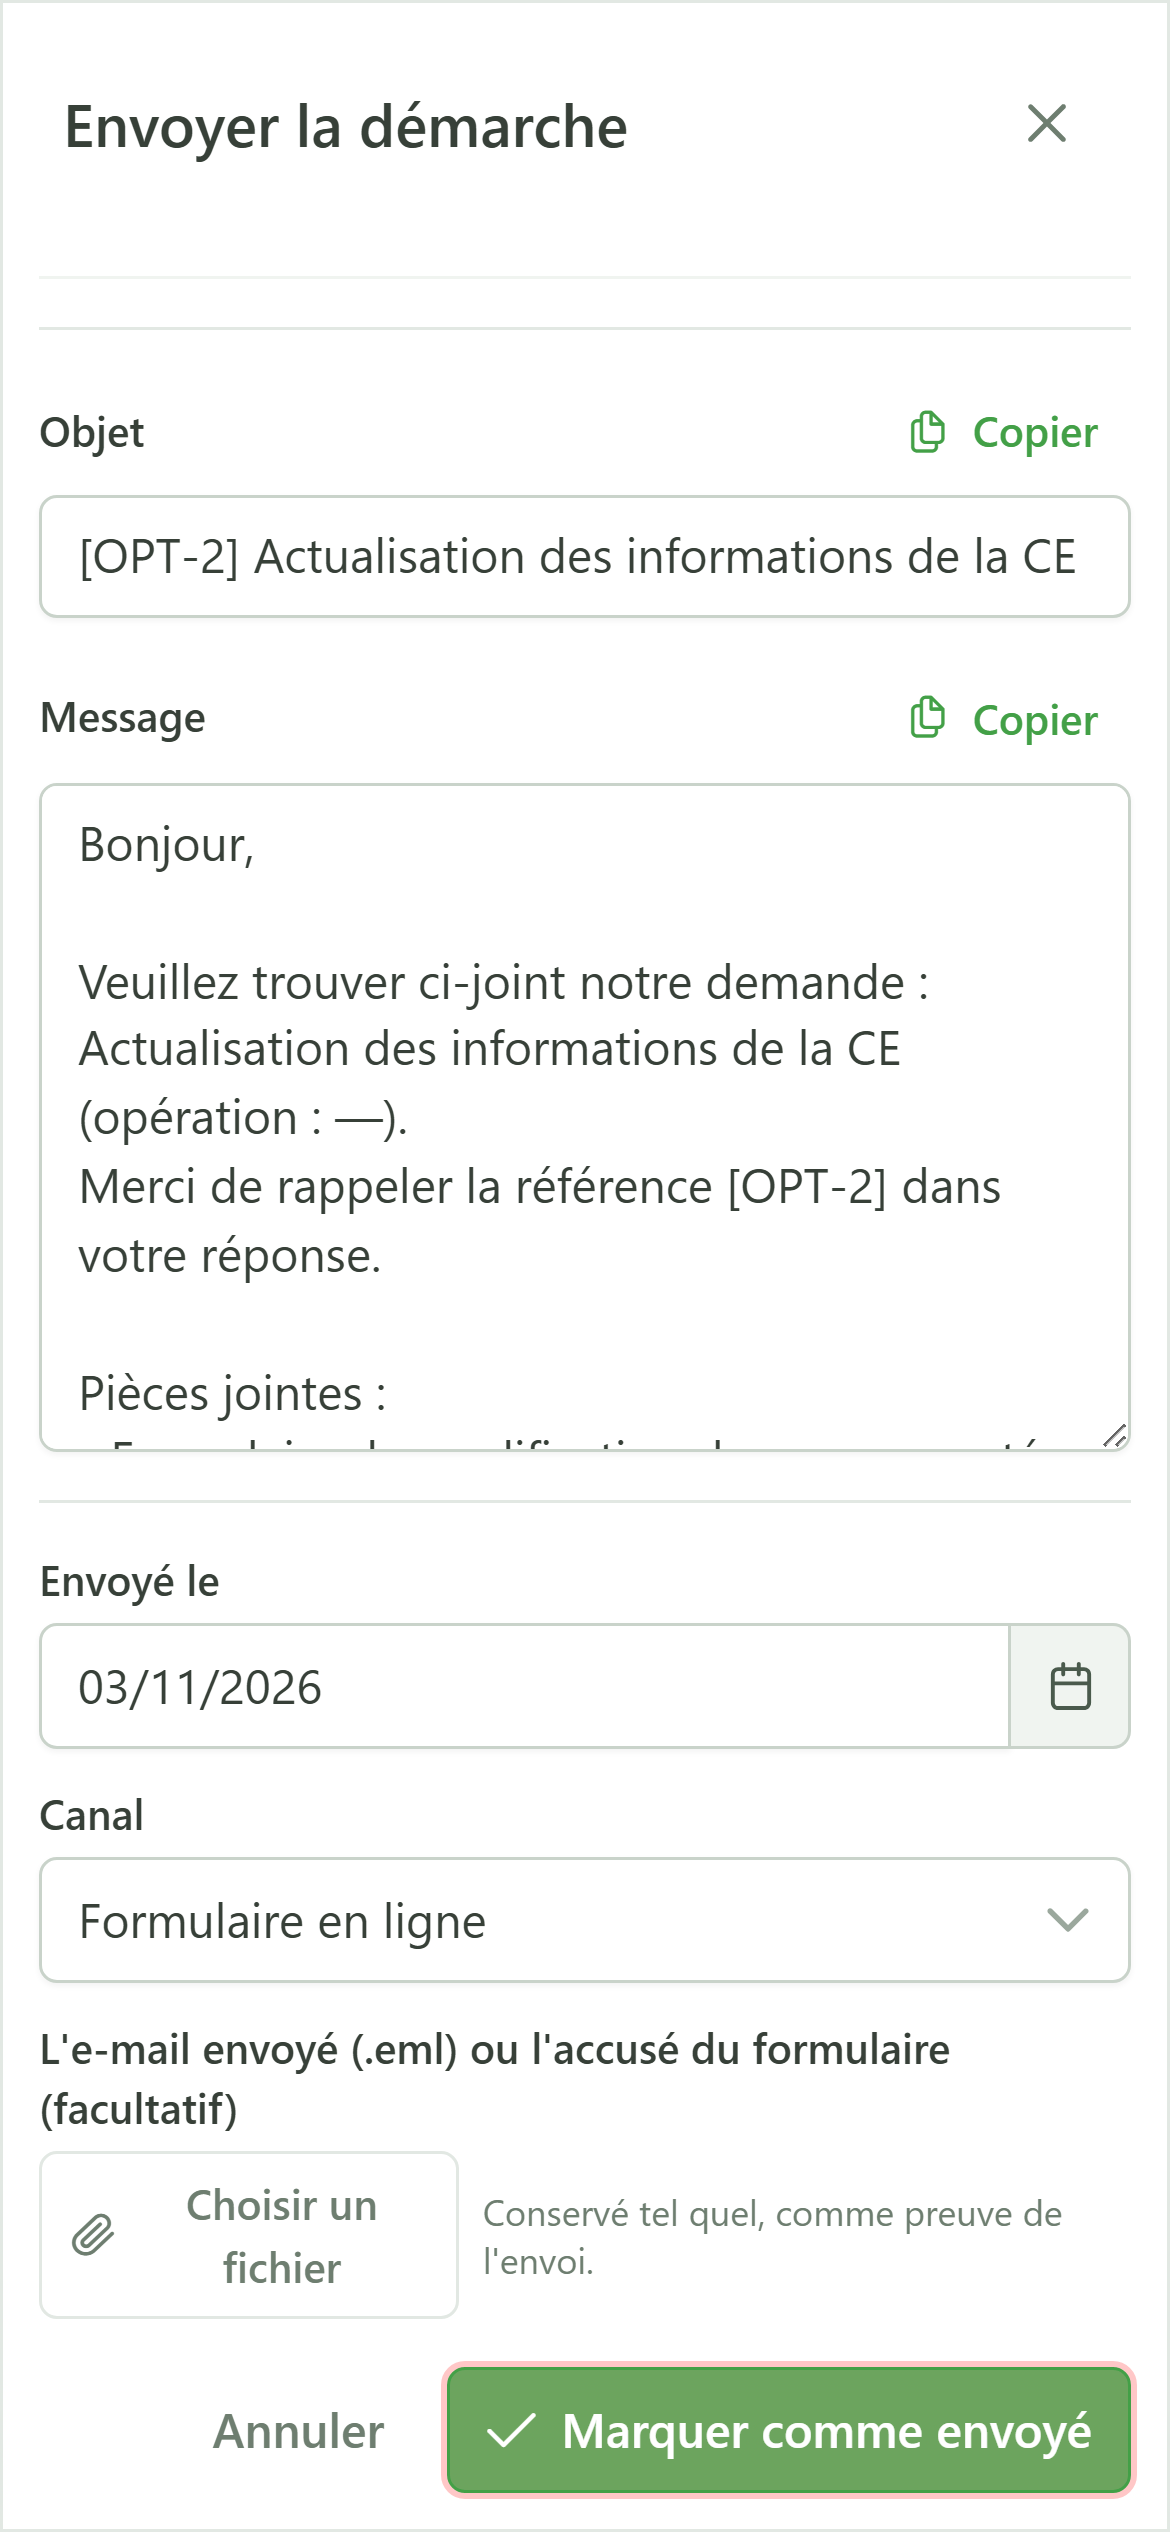 Envoyer la démarche
Objet
Copier
[OPT-2] Actualisation des informations de la CE
Message
Copier
Bonjour,
Veuillez trouver ci-joint notre demande :
Actualisation des informations de la CE
(opération : —).
Merci de rappeler la référence [OPT-2] dans
votre réponse.
Pièces jointes :
Envoyé le
03/11/2026
Canal
Formulaire en ligne
L'e-mail envoyé (.eml) ou l'accusé du formulaire
(facultatif)
Choisir un
fichier
Conservé tel quel, comme preuve de
l'envoi.
Annuler
Marquer comme envoyé